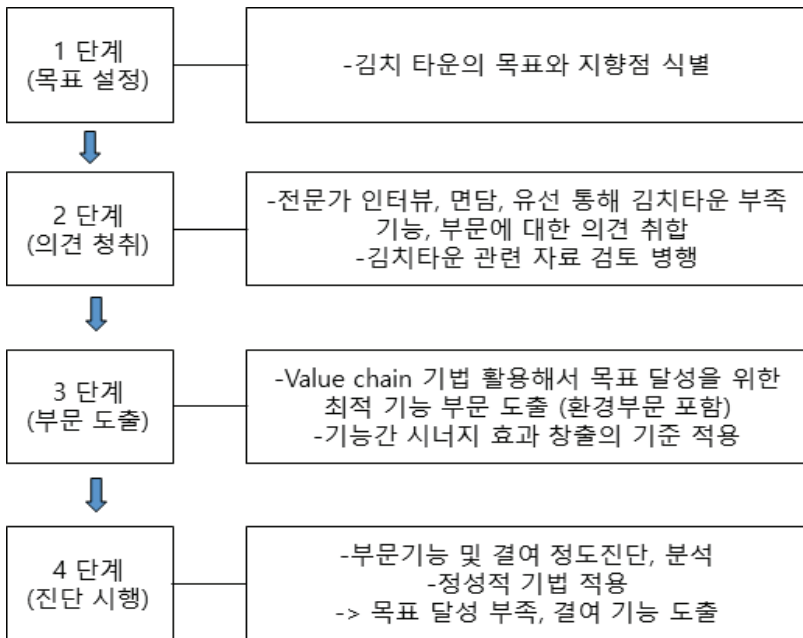 1 단계
(목표 설정)
-김치 타운의 목표와 지향점 식별
2 단계
(의견 청취)
-전문가 인터뷰, 면담, 유선 통해 김치타운 부족
기능, 부문에 대한 의견 취합
-김치타운 관련 자료 검토 병행
3 단계
(부문 도출)
-Value chain 기법 활용해서 목표 달성을 위한
최적 기능 부문 도출 (환경부문 포함)
-기능간 시너지 효과 창출의 기준 적용
4 단계
(진단 시행)
-부문기능 및 결여 정도진단, 분석
-정성적 기법 적용
-> 목표 달성 부족, 결여 기능 도출